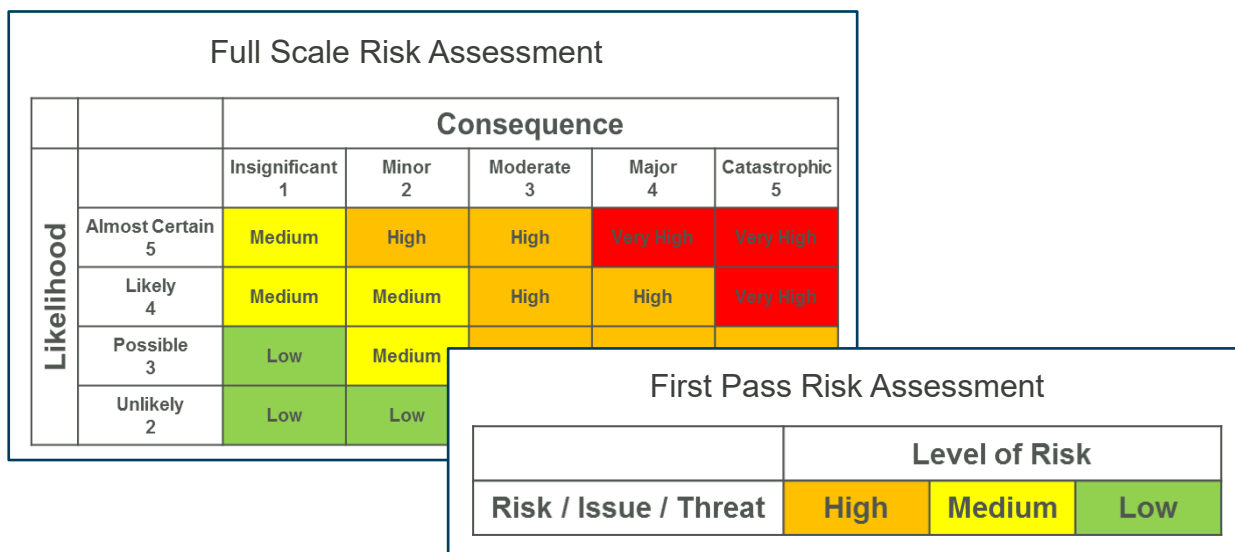 Full Scale Risk Assessment
Consequence
Likelihood
Insignificant Minor Moderate Major Catastrophic
1 2 3 4 5
Almost Certain
5
Medium High High Very High Very High
Likely
4
Medium Medium High High Very High
Possible
3
Low Medium
Unlikely
2
Low Low
First Pass Risk Assessment
Level of Risk
Risk / Issue / Threat High Medium Low